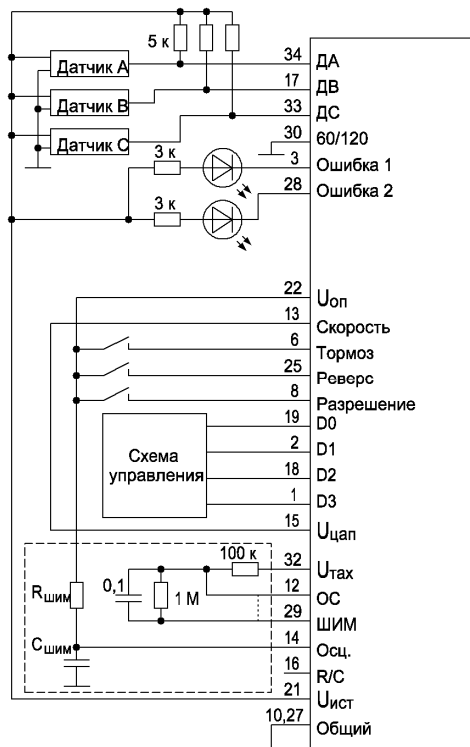 5 к
34 ДА
Датчик А
17 ДВ
Датчик В
33 ДС
Датчик С
30 60/120
3 к
3 Ошибка 1
28 Ошибка 2
3 к
22 Uоп
13 Скорость
6 Тормоз
25 Реверс
8 Разрешение
19 D0
Схема управления
2 D1
18 D2
1 D3
15 Uцап
100 к
32 Uтах
0,1
12 ОС
Rшим
1 М
29 ШИМ
Cшим
14 Осц.
16 R/C
21 Uист
10,27 Общий